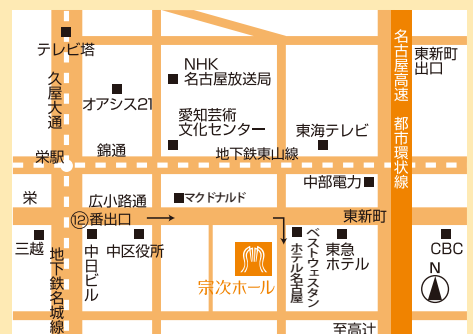 テレビ塔
久屋大通
オアシス21
NHK
名古屋放送局
愛知芸術
文化センター
東海テレビ
名古屋高速 都市環状線
東新町
出口
栄駅
錦通
地下鉄東山線
中部電力
栄
広小路通
マクドナルド
東新町
⑫番出口
三越
地下鉄名城線
中日
ビル
中区役所
宗次ホール
ベストウェスタン
ホテル名古屋
東急
ホテル
CBC
N
至高辻